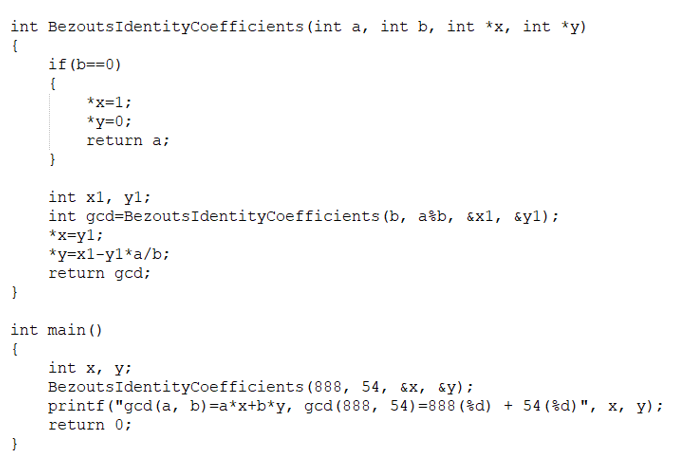 int BezoutsIdentityCoefficients(int a, int b, int *x, int *y)
{
    if(b==0)
    {
        *x=1;
        *y=0;
        return a;
    }

    int x1, y1;
    int gcd=BezoutsIdentityCoefficients(b, a%b, &x1, &y1);
    *x=y1;
    *y=x1-y1*a/b;
    return gcd;
}

int main()
{
    int x, y;
    BezoutsIdentityCoefficients(888, 54, &x, &y);
    printf("gcd(a, b)=a*x+b*y, gcd(888, 54)=888(%d) + 54(%d)", x, y);
    return 0;
}